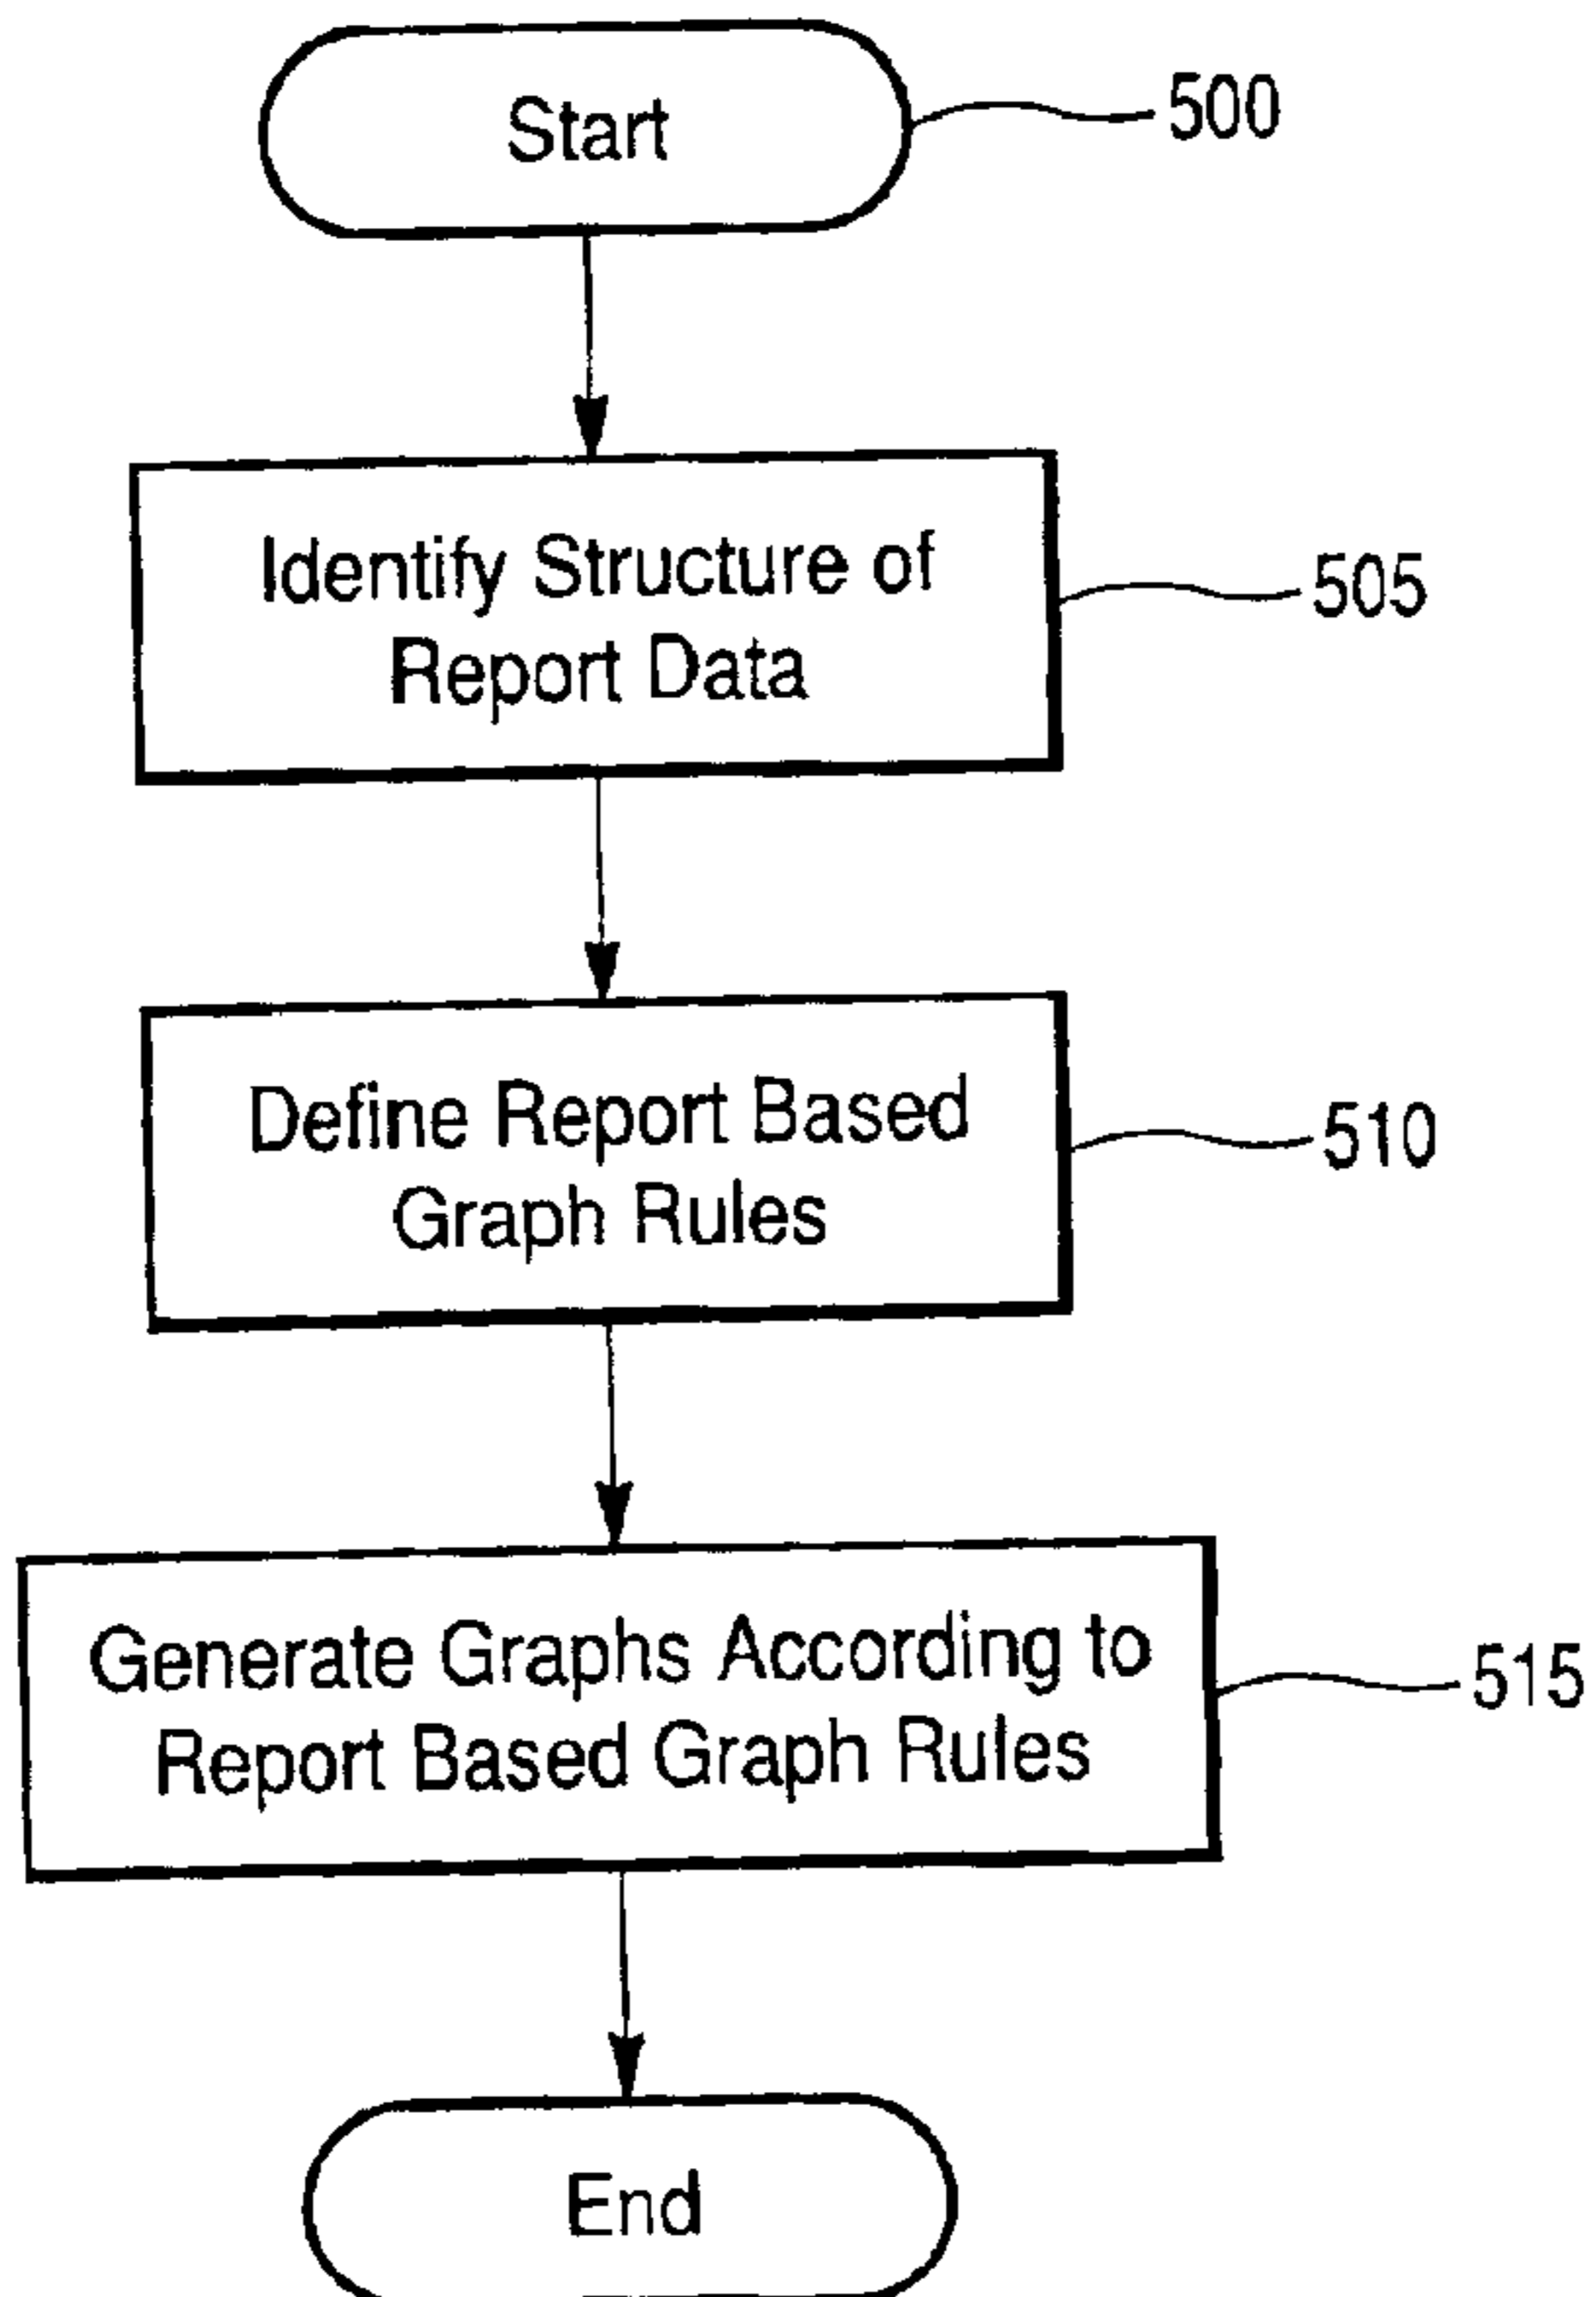 Start
500
Identify Structure of
Report Data
505
Define Report Based
Graph Rules
510
Generate Graphs According to
Report Based Graph Rules
515
End